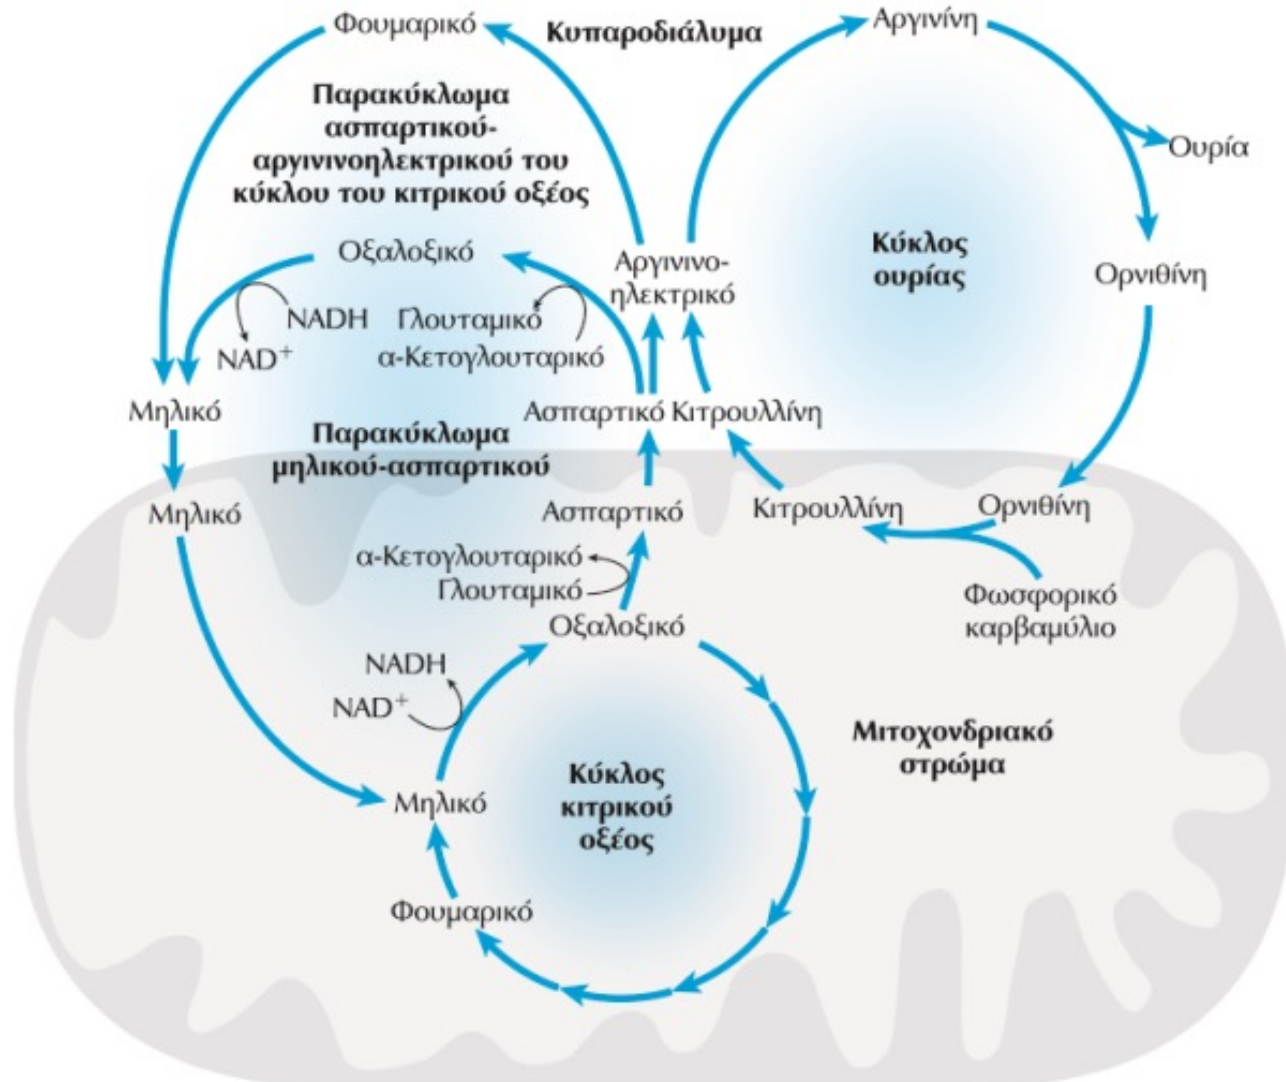 Φουμαρικό
Κυπαροδιάλυμα
Αργινίνη
Παρακύκλωμα
ασπαρτικού-
αργινινοηλεκτρικού του
κύκλου του κιτρικού οξέος
Ουρία
Οξαλοξικό
Αργινινο-
ηλεκτρικό
Κύκλος
ουρίας
Ορνιθίνη
NADH
Γλουταμικό
NAD+
α-Κετογλουταρικό
Μηλικό
Ασπαρτικό
Κιτρουλλίνη
Παρακύκλωμα
μηλικού-ασπαρτικού
Μηλικό
Ασπαρτικό
Κιτρουλλίνη
Ορνιθίνη
α-Κετογλουταρικό
Γλουταμικό
Φωσφορικό
καρβαμύλιο
Οξαλοξικό
NADH
NAD+
Μιτοχονδριακό
στρώμα
Μηλικό
Κύκλος
κιτρικού
οξέος
Φουμαρικό